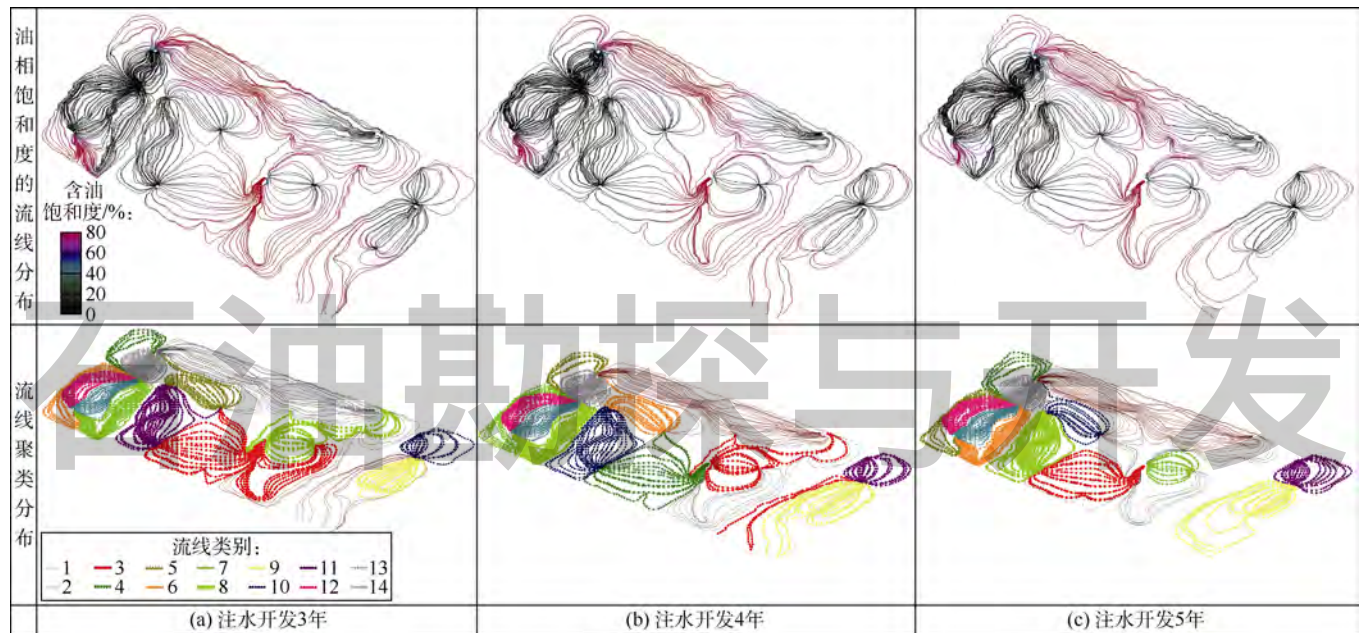 油相饱和度的流线分布
含油
饱和度/%:
80
60
40
20
0
流线聚类分布
流线类别:
1 3 5 7 9 11 13
2 4 6 8 10 12 14
(a) 注水开发3年
(b) 注水开发4年
(c) 注水开发5年
石油勘探与开发